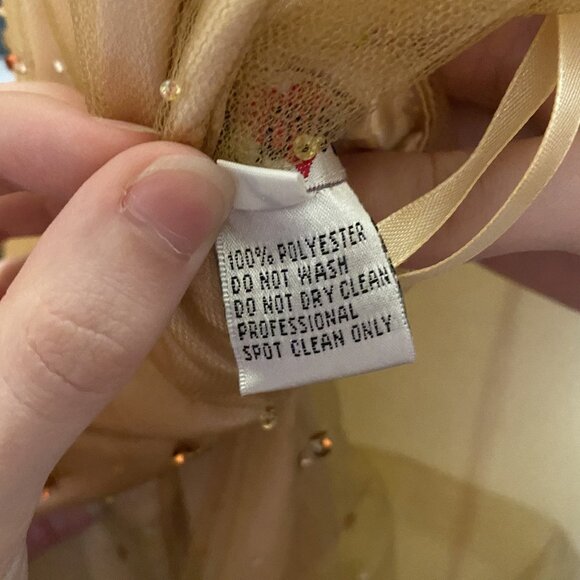 100% POLYESTER
DO NOT WASH
DO NOT DRY CLEAN
PROFESSIONAL
SPOT CLEAN ONLY